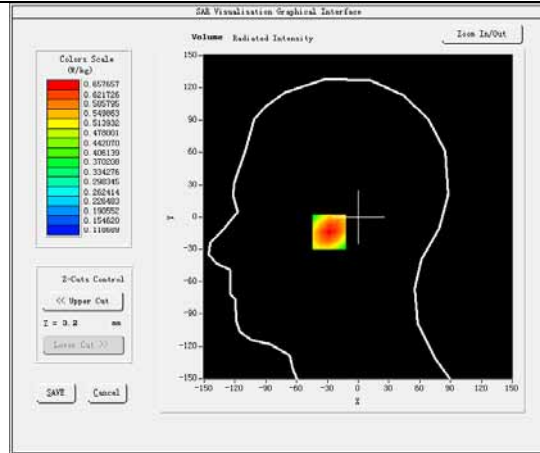 SAR Visualisation Graphical Interface
Volume Radiated Intensity
Zoom In/Out
Colors Scale
(W/kg)
0.657657
0.621726
0.585795
0.549863
0.513932
0.478001
0.442070
0.406139
0.370208
0.334276
0.298345
0.262414
0.226483
0.190552
0.154620
Z-Cuts Control
<< Upper Cut
Z = 3.2 mm
Lower Cut >>
SAVE
Cancel
150
120
90
60
30
Y
0
-30
-60
-90
-120
-150
-150 -120 -90 -60 -30 0 30 60 90 120 150